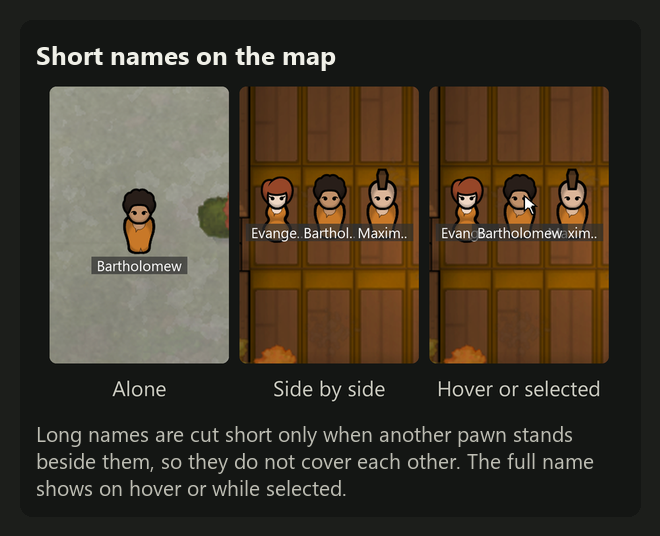 Short names on the map
Bartholomew
Evange.. Barthol.. Maxim..
Evang Bartholomew xim..
Alone
Side by side
Hover or selected
Long names are cut short only when another pawn stands
beside them, so they do not cover each other. The full name
shows on hover or while selected.